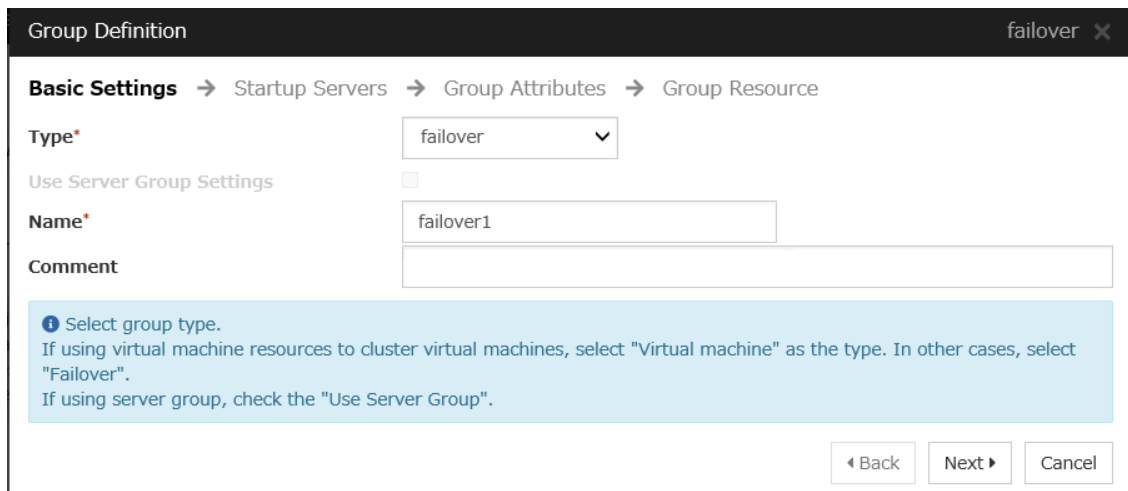 Group Definition failover ✕
Basic Settings → Startup Servers → Group Attributes → Group Resource
Type* failover
Use Server Group Settings
Name* failover1
Comment
Select group type.
If using virtual machine resources to cluster virtual machines, select "Virtual machine" as the type. In other cases, select
"Failover".
If using server group, check the "Use Server Group".
Back Next Cancel